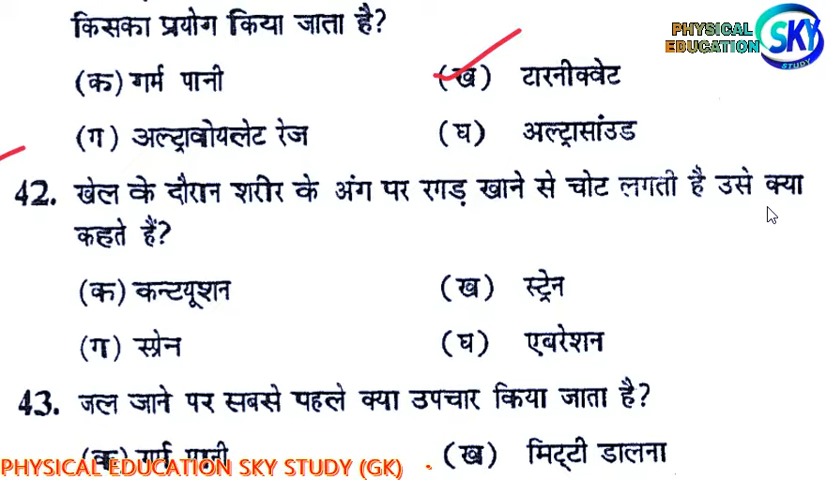 किसका प्रयोग किया जाता है?
PHYSICAL
EDUCATION
SKY
STUDY
(क) गर्म पानी (ख) टारनीक्वेट
(ग) अल्ट्रावोयलेट रेज (घ) अल्ट्रासांउड
42. खेल के दौरान शरीर के अंग पर रगड़ खाने से चोट लगती है उसे क्या
कहते हैं?
(क) कन्टयूशन (ख) स्ट्रेन
(ग) स्प्रेन (घ) एबरेशन
43. जल जाने पर सबसे पहले क्या उपचार किया जाता है?
(क) गर्म पानी (ख) मिट्टी डालना
PHYSICAL EDUCATION SKY STUDY (GK)